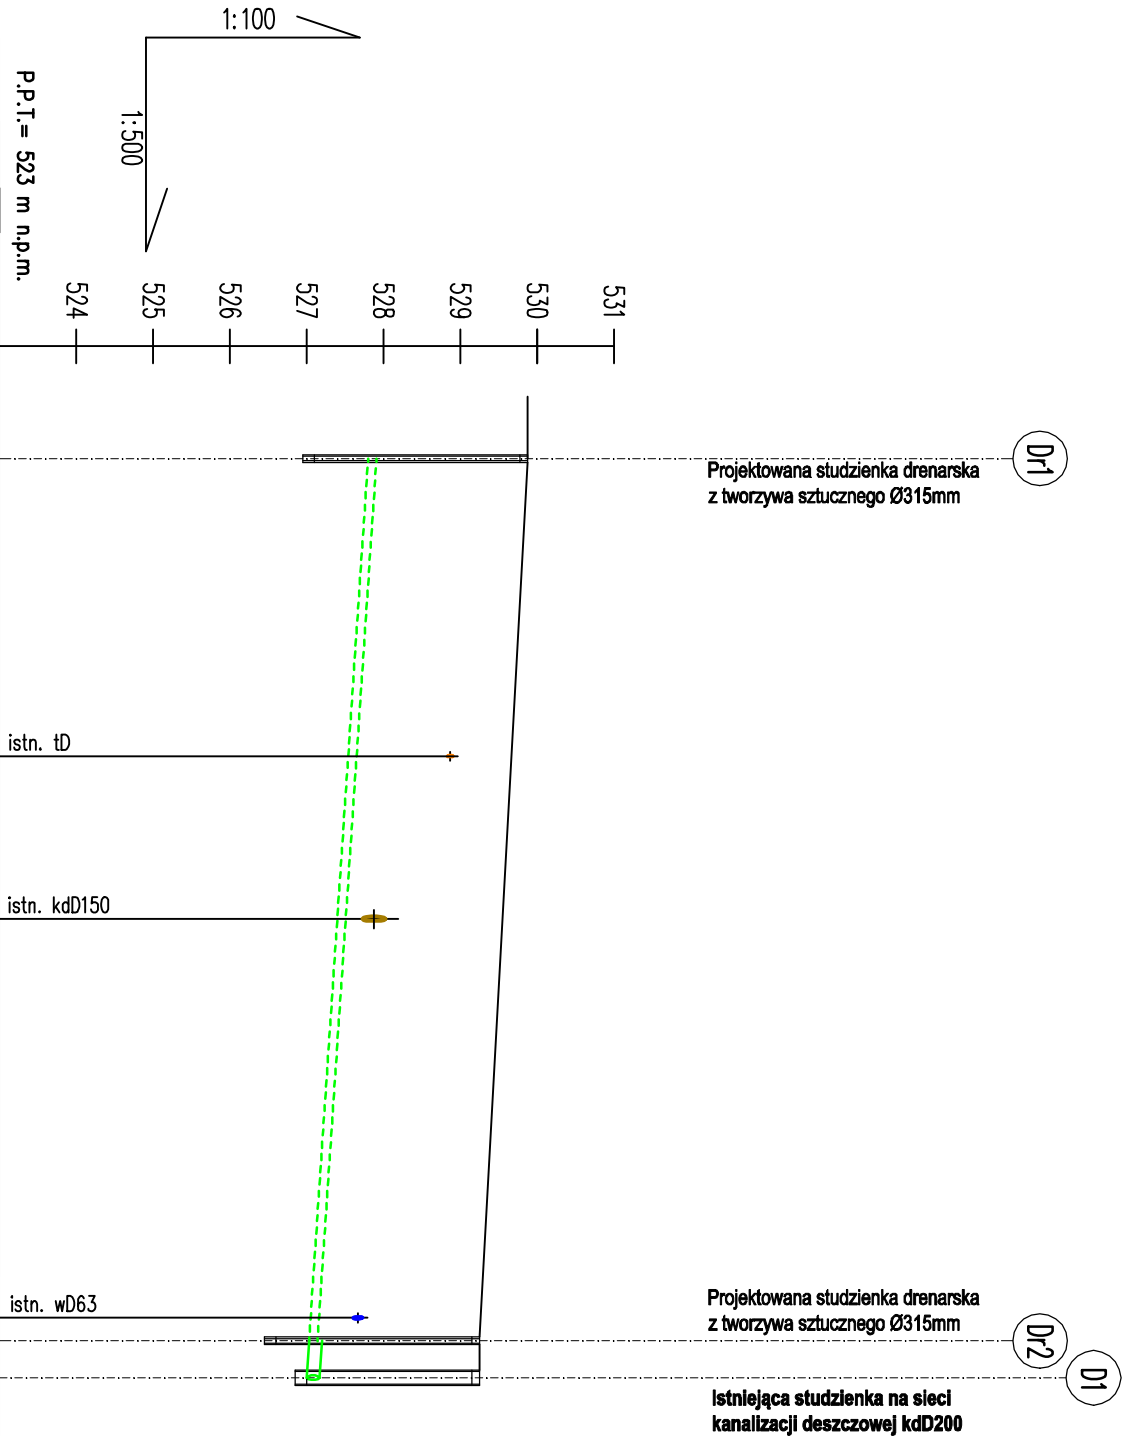 1:100
1:500
P.P.T.= 523 m n.p.m.
524
525
526
527
528
529
530
531
Dr1
Projektowana studzienka drenarska
z tworzywa sztucznego Ø315mm
istn. tD
istn. kdD150
istn. wD63
Projektowana studzienka drenarska
z tworzywa sztucznego Ø315mm
Dr2
D1
Istniejąca studzienka na sieci
kanalizacji deszczowej kdD200